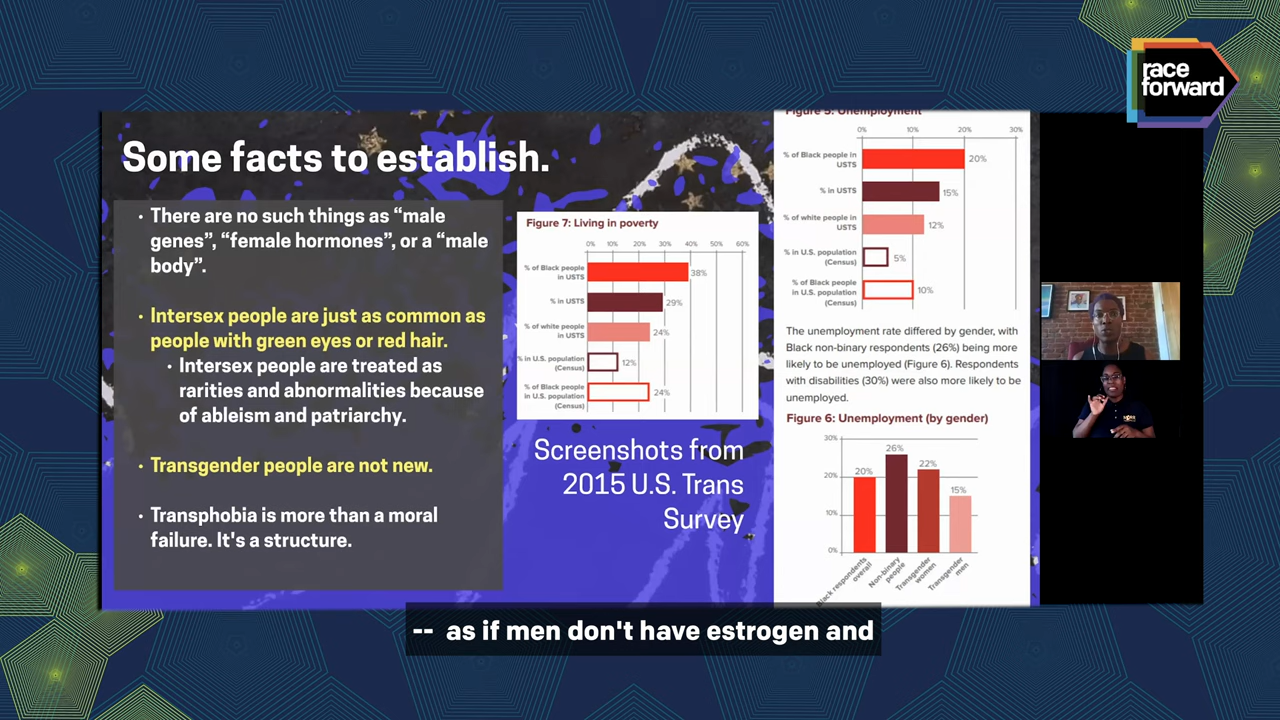 race
forward
Some facts to establish.
• There are no such things as “male
genes”, “female hormones”, or a “male
body”.
• Intersex people are just as common as
people with green eyes or red hair.
• Intersex people are treated as
rarities and abnormalities because
of ableism and patriarchy.
• Transgender people are not new.
• Transphobia is more than a moral
failure. It's a structure.
Figure 7: Living in poverty
0% 10% 20% 30% 40% 50% 60%
% of Black people
in USTS
38%
% in USTS
29%
% of white people
in USTS
24%
% in U.S. population
(Census)
12%
% of Black people
in U.S. population
(Census)
24%
Screenshots from
2015 U.S. Trans
Survey
Figure 5: Unemployment
0% 10% 20% 30%
% of Black people in
USTS
20%
% in USTS
15%
% of white people in
USTS
12%
% in U.S. population
(Census)
5%
% of Black people
in U.S. population
(Census)
10%
The unemployment rate differed by gender, with
Black non-binary respondents (26%) being more
likely to be unemployed (Figure 6). Respondents
with disabilities (30%) were also more likely to be
unemployed.
Figure 6: Unemployment (by gender)
30%
20%
10%
0%
20%
26%
22%
15%
Black respondents
overall
Non-binary
people
Transgender
women
Transgender
men
-- as if men don't have estrogen and